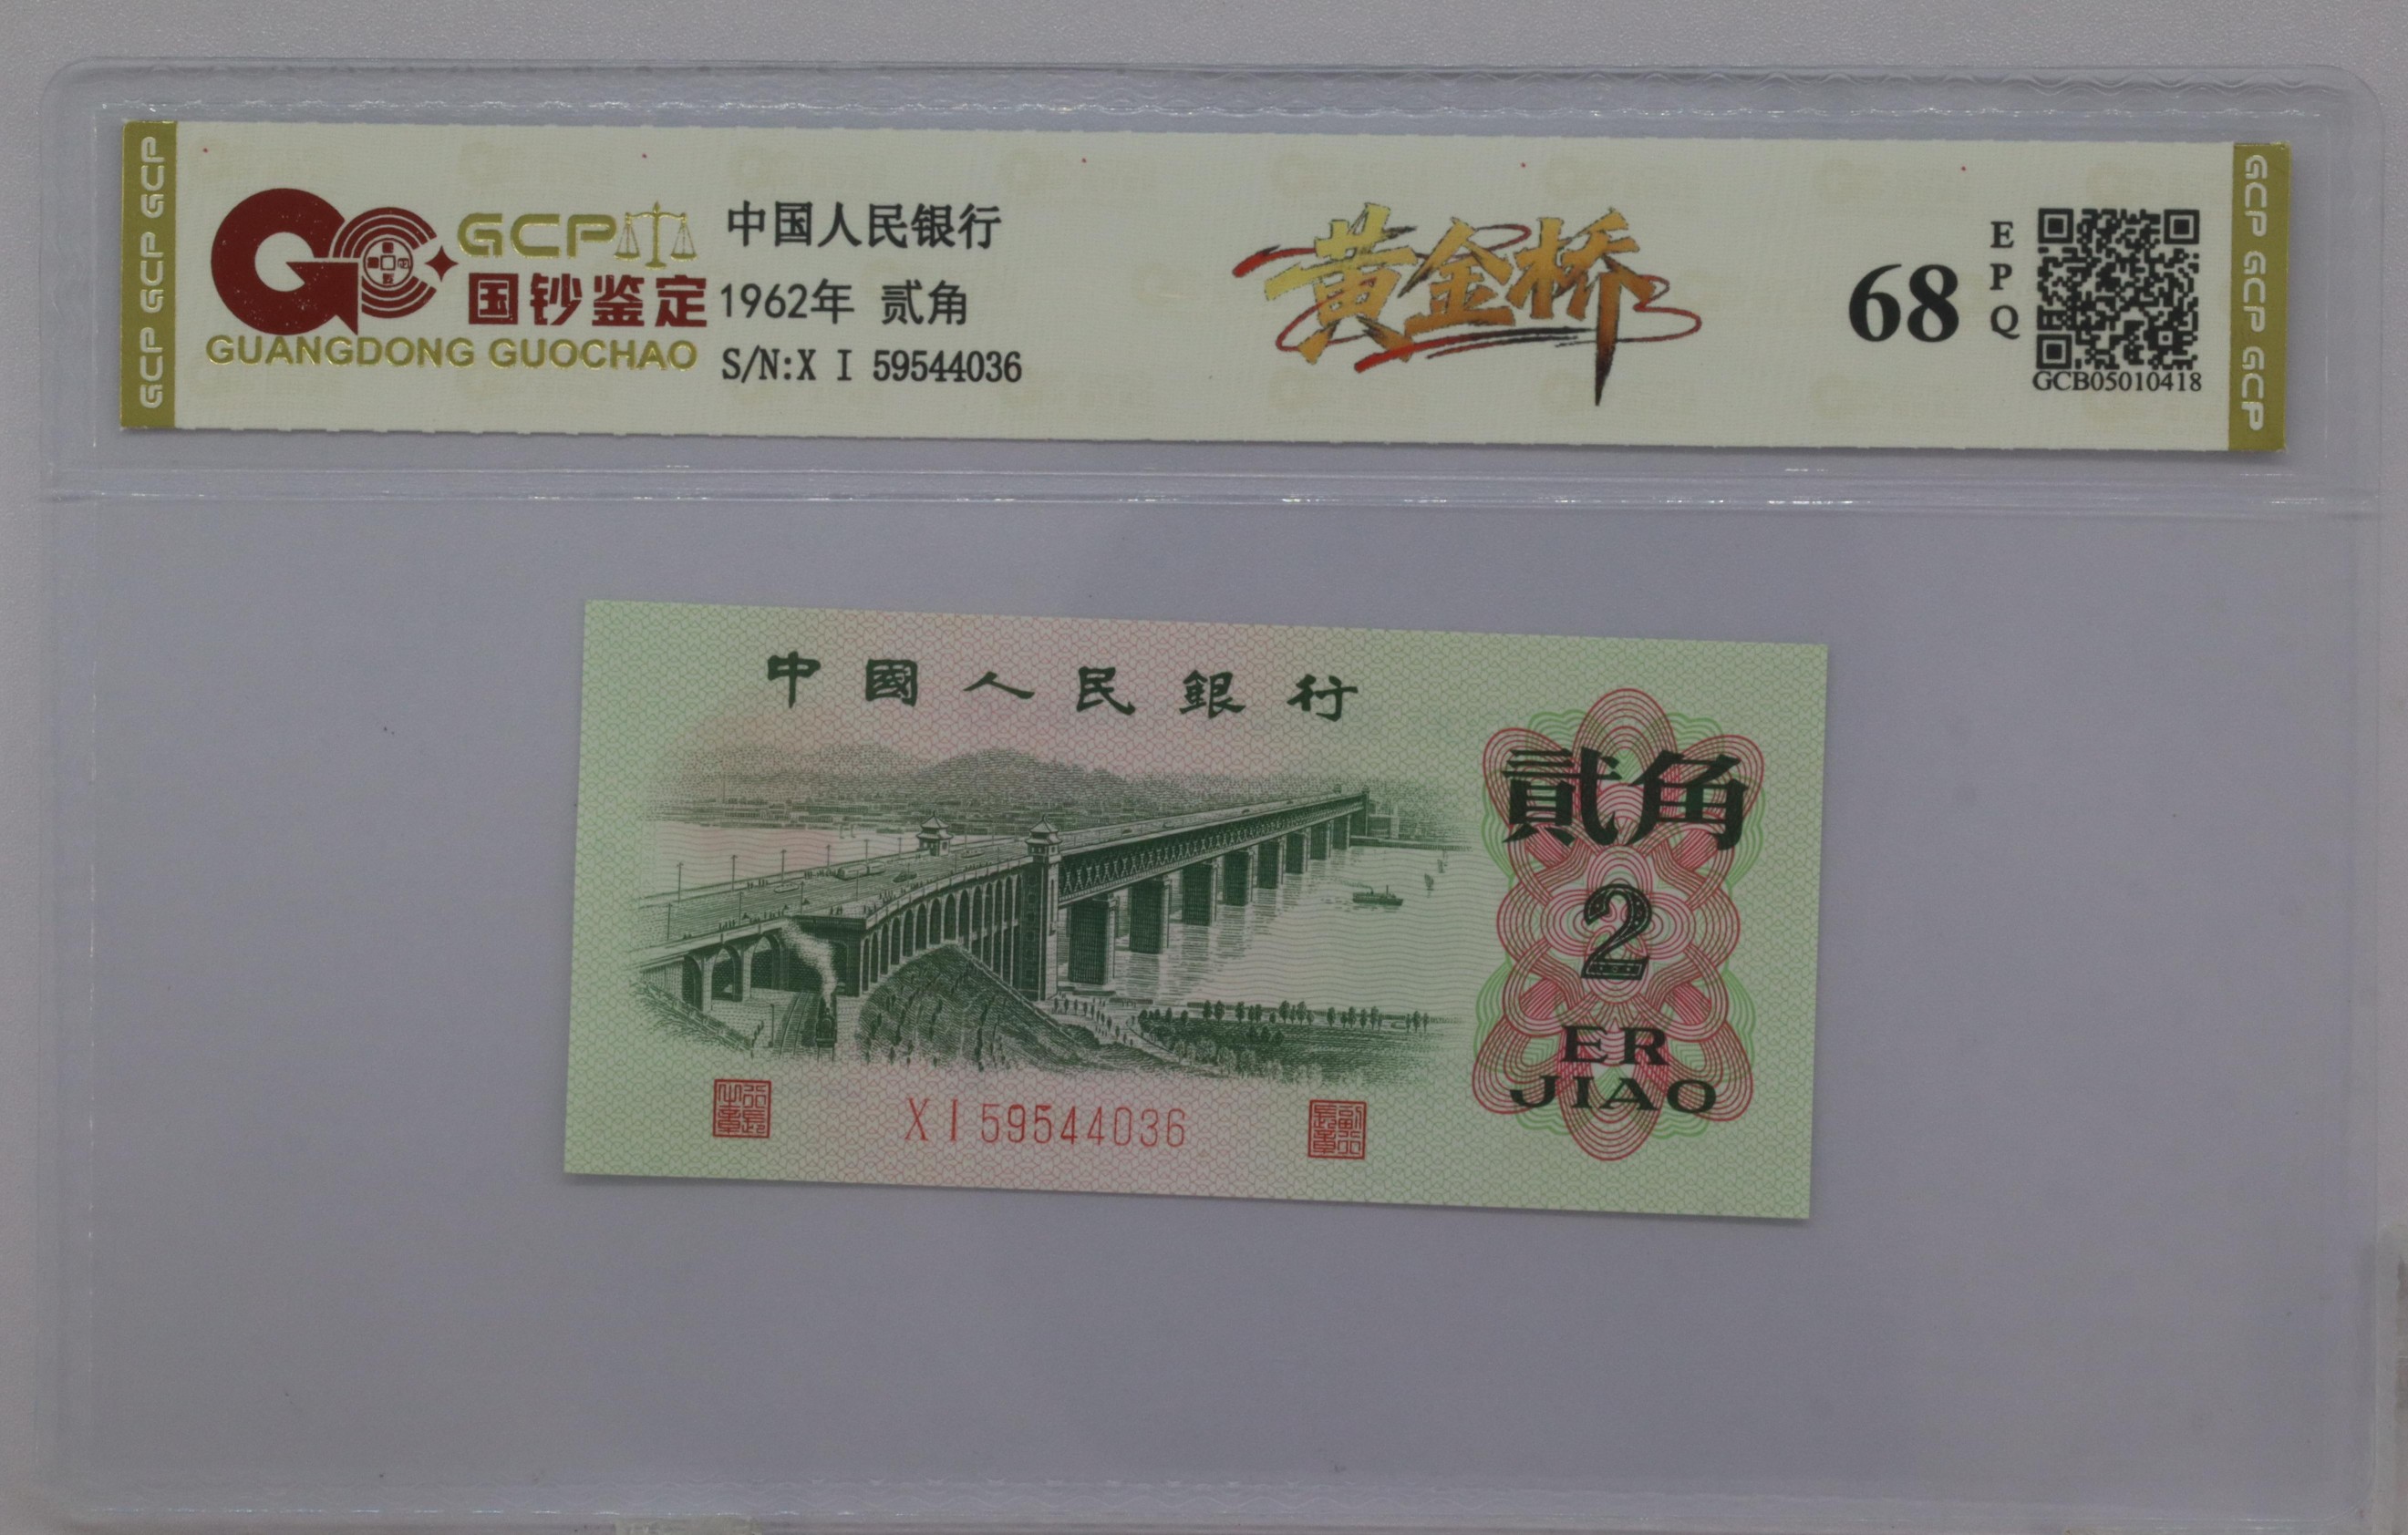 GCP GCP GCP
GCP
国钞鉴定
GUANGDONG GUOCHAO
中国人民银行
1962年 贰角
S/N:X I 59544036
黄金桥
68
EPQ
GCB05010418
GCP GCP GCP
中國人民銀行
貳角
2
ER
JIAO
X I 59544036